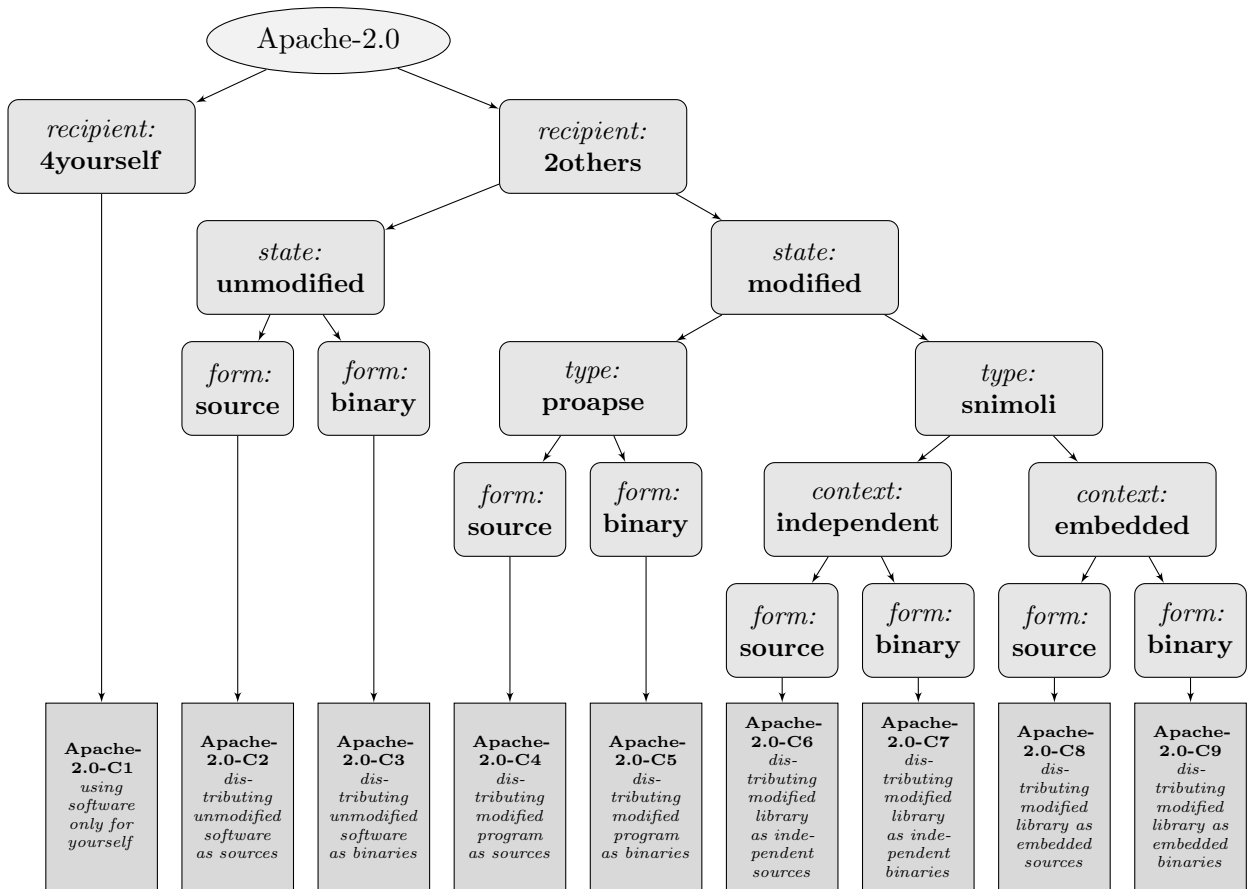 Apache-2.0
recipient:
4yourself
recipient:
2others
state:
unmodified
state:
modified
form:
source
form:
binary
type:
proapse
type:
snimoli
form:
source
form:
binary
context:
independent
context:
embedded
form:
source
form:
binary
form:
source
form:
binary
Apache-
2.0-C1
using
software
only for
yourself
Apache-
2.0-C2
dis-
tributing
unmodified
software
as sources
Apache-
2.0-C3
dis-
tributing
unmodified
software
as binaries
Apache-
2.0-C4
dis-
tributing
modified
program
as sources
Apache-
2.0-C5
dis-
tributing
modified
program
as binaries
Apache-
2.0-C6
dis-
tributing
modified
library
as inde-
pendent
sources
Apache-
2.0-C7
dis-
tributing
modified
library
as inde-
pendent
binaries
Apache-
2.0-C8
dis-
tributing
modified
library as
embedded
sources
Apache-
2.0-C9
dis-
tributing
modified
library as
embedded
binaries